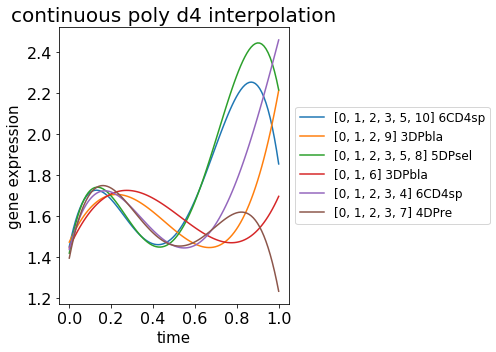 continuous poly d4 interpolation
gene expression
2.4
2.2
2.0
1.8
1.6
1.4
1.2
0.0 0.2 0.4 0.6 0.8 1.0
time
[0, 1, 2, 3, 5, 10] 6CD4sp
[0, 1, 2, 9] 3DPbla
[0, 1, 2, 3, 5, 8] 5DPsel
[0, 1, 6] 3DPbla
[0, 1, 2, 3, 4] 6CD4sp
[0, 1, 2, 3, 7] 4DPre